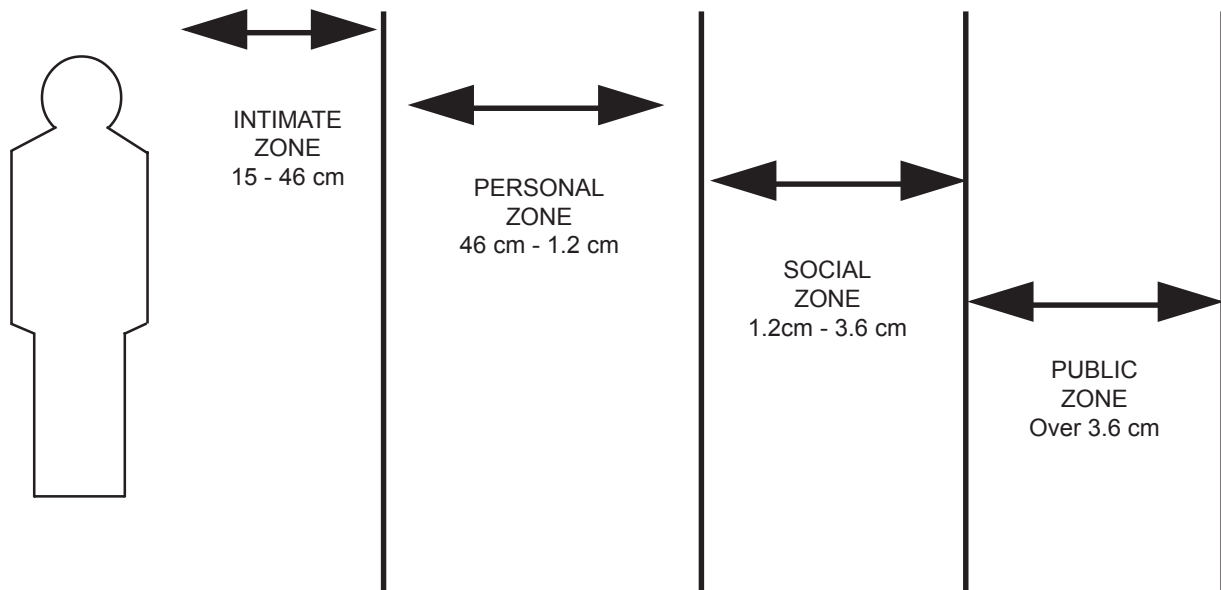 INTIMATE
ZONE
15 - 46 cm
PERSONAL
ZONE
46 cm - 1.2 cm
SOCIAL
ZONE
1.2cm - 3.6 cm
PUBLIC
ZONE
Over 3.6 cm